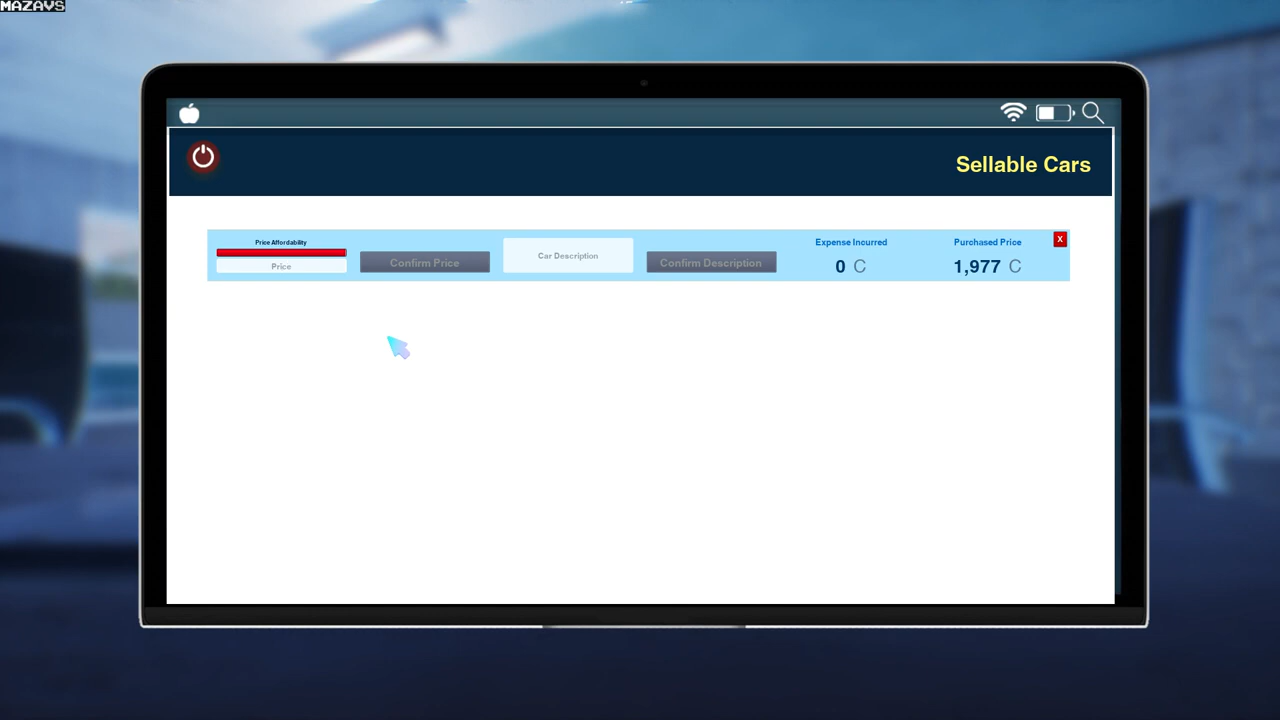 MAZAVS
Sellable Cars
Price Affordability
Price
Confirm Price
Car Description
Confirm Description
Expense Incurred
0 C
Purchased Price
1,977 C
X